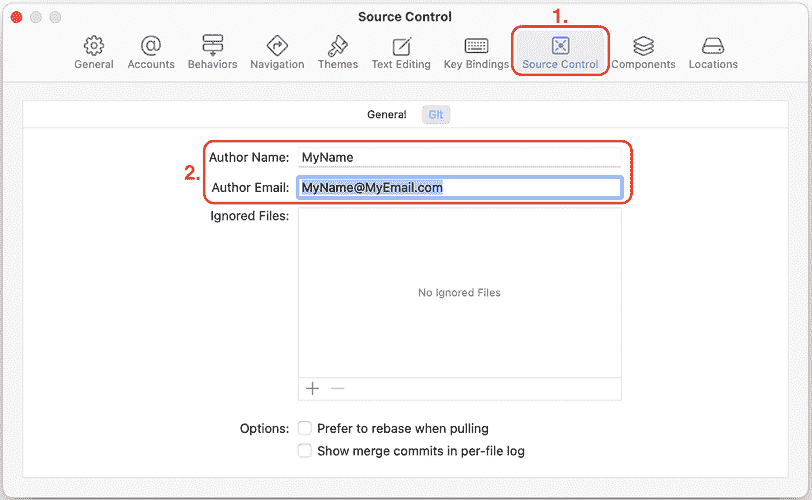 Source Control
1.
General Accounts Behaviors Navigation Themes Text Editing Key Bindings Source Control Components Locations
General Git
2.
Author Name: MyName
Author Email: MyName@MyEmail.com
Ignored Files:
No Ignored Files
Options: Prefer to rebase when pulling
Show merge commits in per-file log